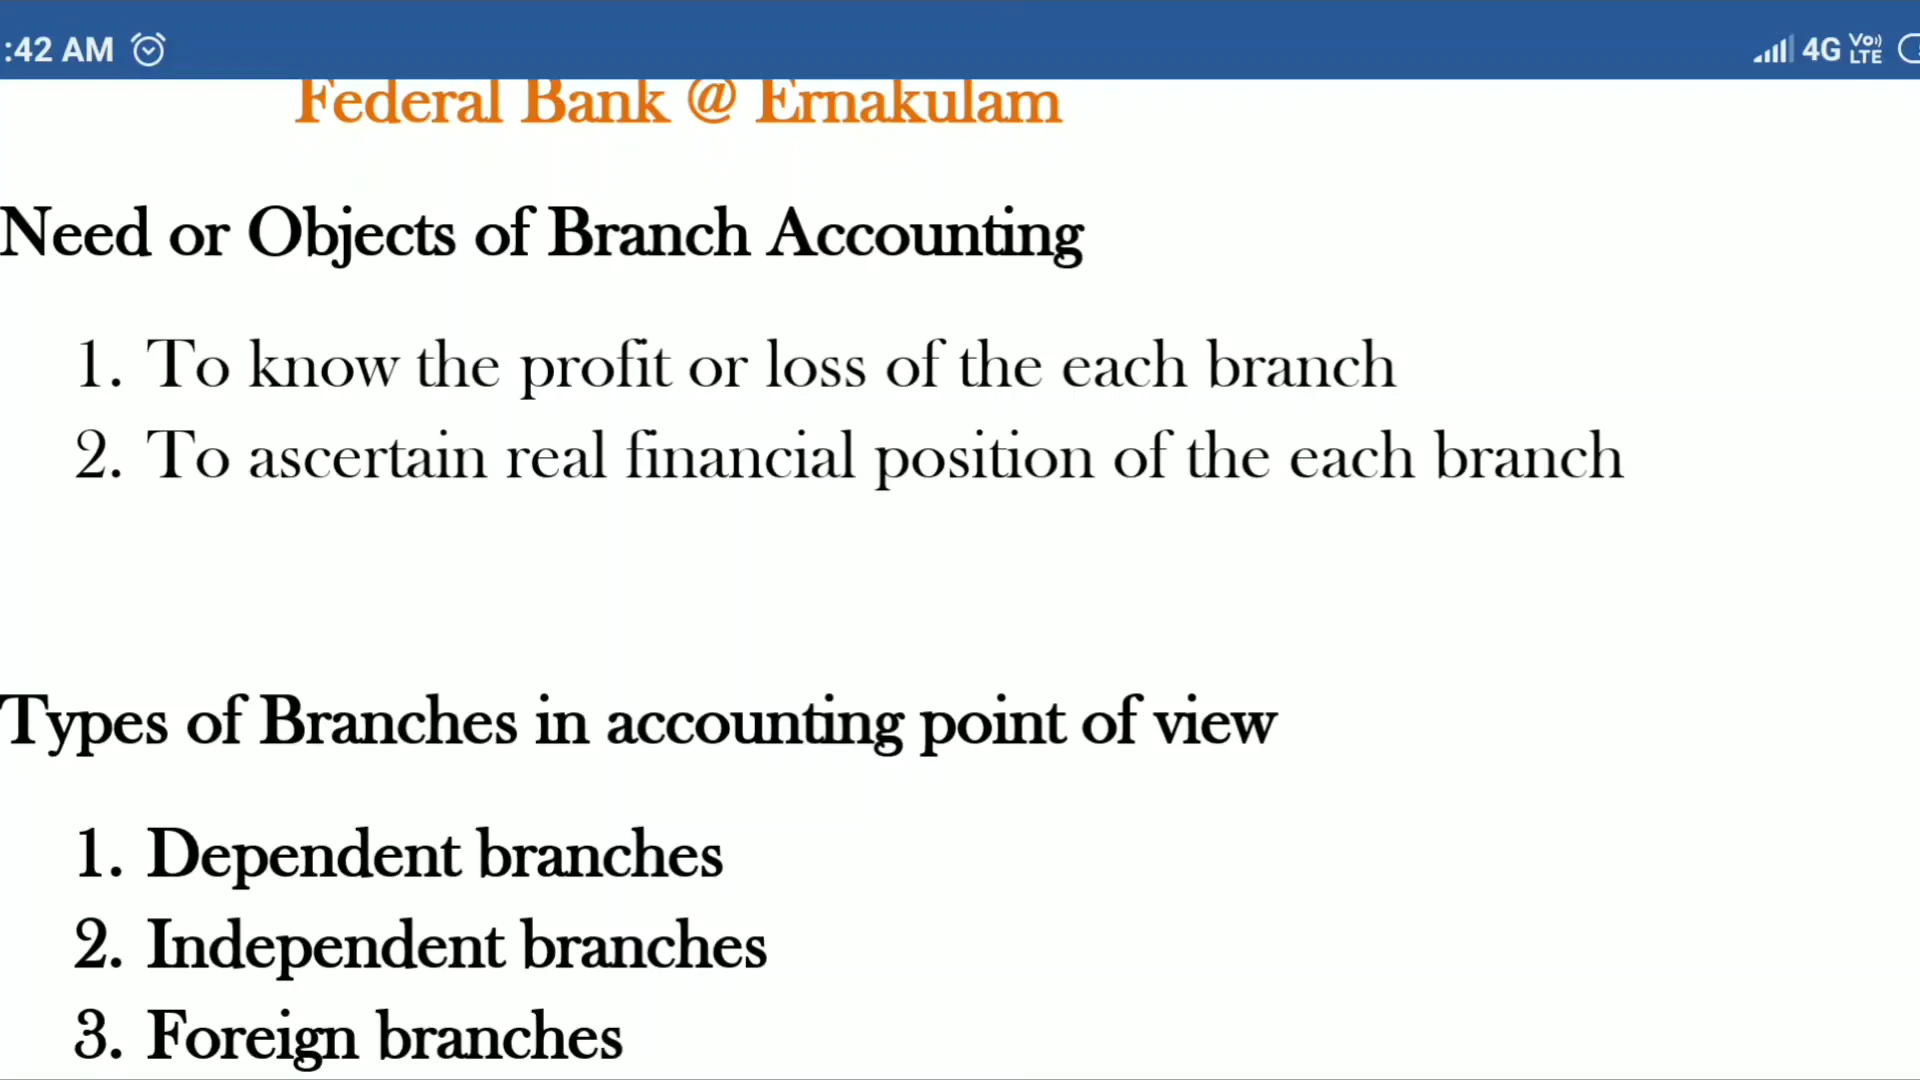 :42 AM
4G Vo)) LTE
Federal Bank @ Ernakulam
Need or Objects of Branch Accounting
1. To know the profit or loss of the each branch
2. To ascertain real financial position of the each branch
Types of Branches in accounting point of view
1. Dependent branches
2. Independent branches
3. Foreign branches